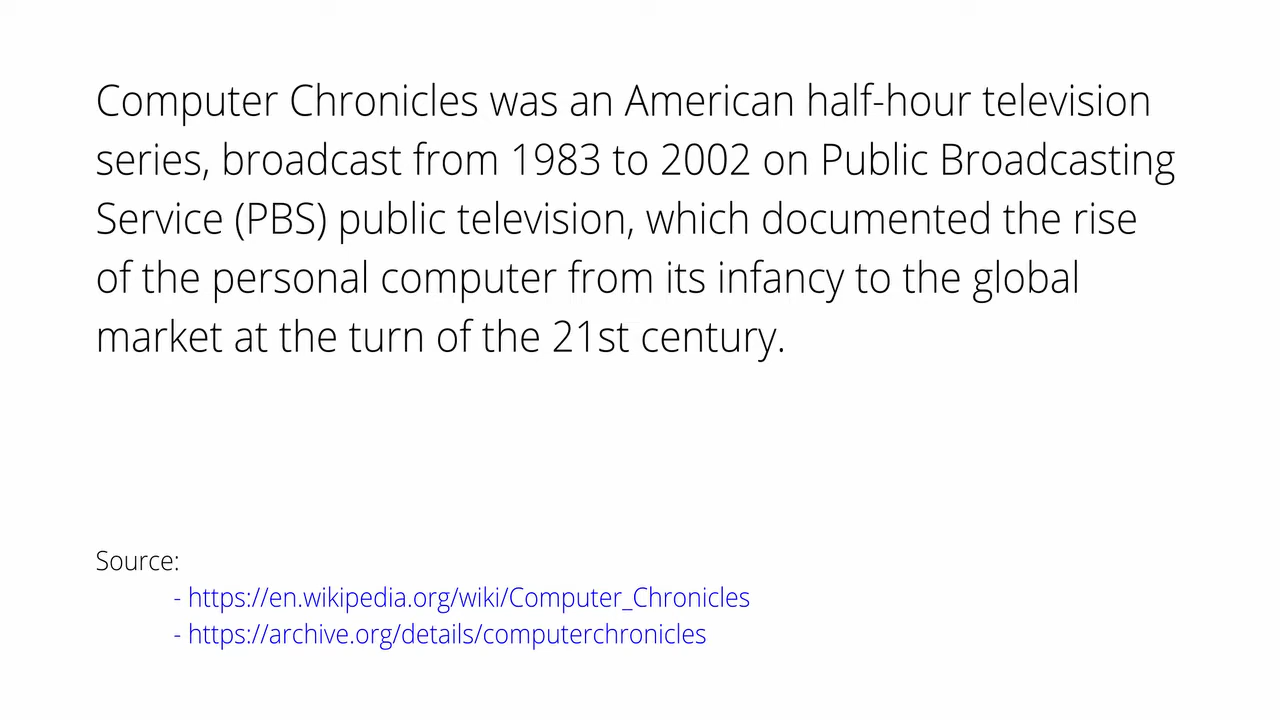 Computer Chronicles was an American half-hour television
series, broadcast from 1983 to 2002 on Public Broadcasting
Service (PBS) public television, which documented the rise
of the personal computer from its infancy to the global
market at the turn of the 21st century.
Source:
- https://en.wikipedia.org/wiki/Computer_Chronicles
- https://archive.org/details/computerchronicles